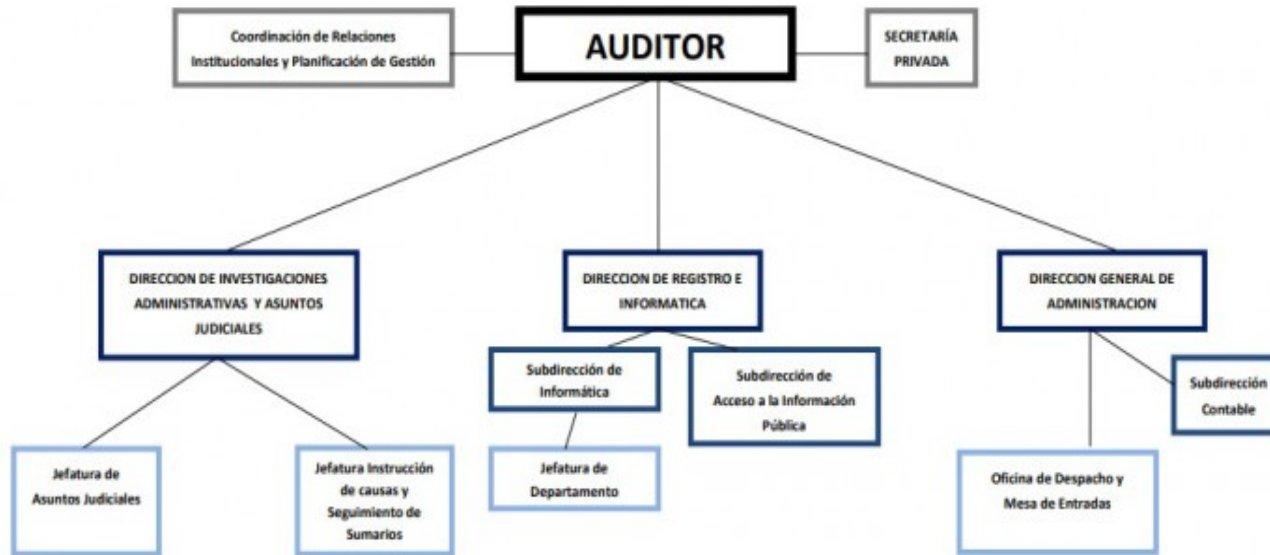 Coordinación de Relaciones
Institucionales y Planificación de Gestión
AUDITOR
SECRETARÍA
PRIVADA
DIRECCION DE INVESTIGACIONES
ADMINISTRATIVAS Y ASUNTOS
JUDICIALES
DIRECCION DE REGISTRO E
INFORMATICA
DIRECCION GENERAL DE
ADMINISTRACION
Subdirección de
Informática
Subdirección de
Acceso a la Información
Pública
Subdirección
Contable
Jefatura de
Asuntos Judiciales
Jefatura Instrucción
de causas y
Seguimiento de
Sumarios
Jefatura de
Departamento
Oficina de Despacho y
Mesa de Entradas